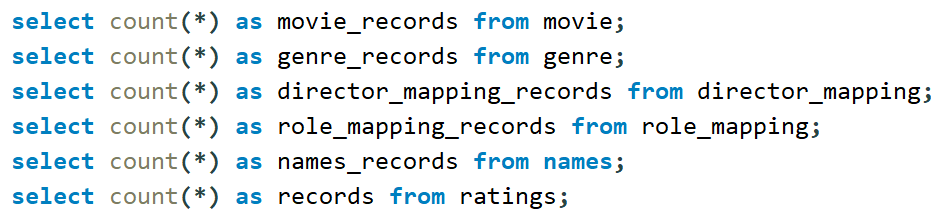 select count(*) as movie_records from movie;
select count(*) as genre_records from genre;
select count(*) as director_mapping_records from director_mapping;
select count(*) as role_mapping_records from role_mapping;
select count(*) as names_records from names;
select count(*) as records from ratings;